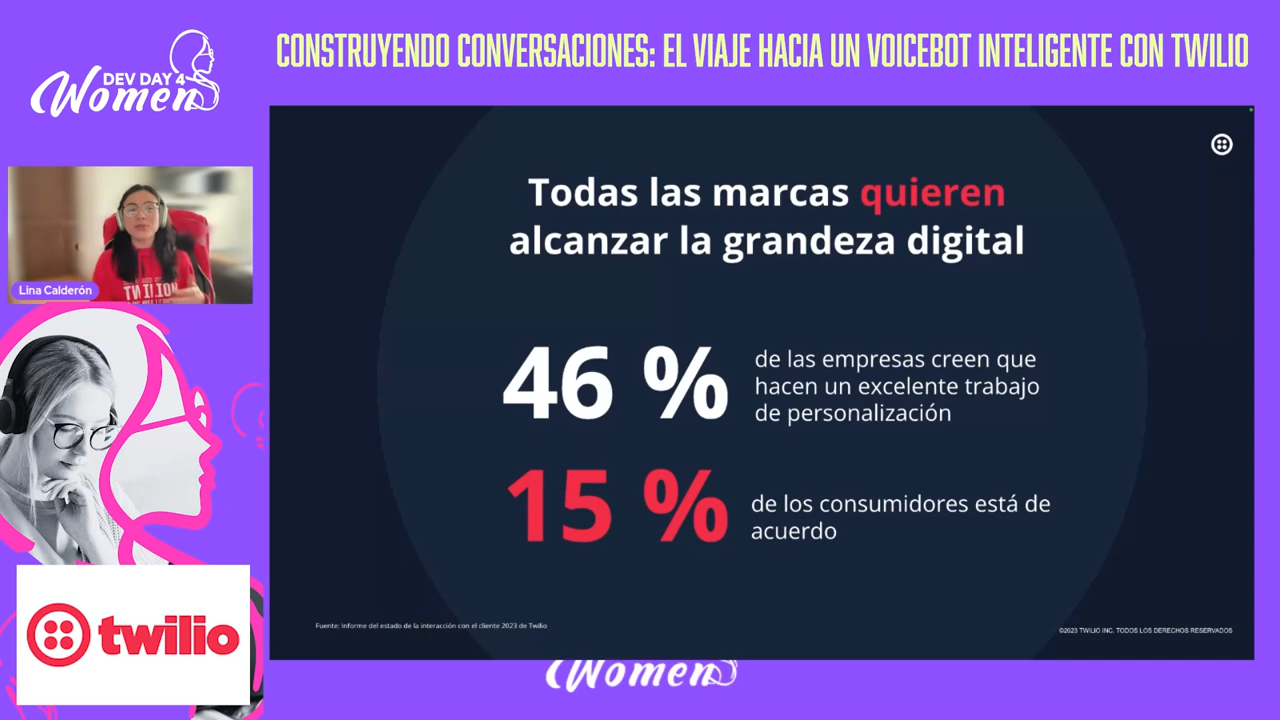 DEV DAY 4
Women
CONSTRUYENDO CONVERSACIONES: EL VIAJE HACIA UN VOICEBOT INTELIGENTE CON TWILIO
Todas las marcas quieren
alcanzar la grandeza digital
46 % de las empresas creen que
hacen un excelente trabajo
de personalización
15 % de los consumidores está de
acuerdo
Fuente: Informe del estado de la interacción con el cliente 2023 de Twilio
©2023 TWILIO INC. TODOS LOS DERECHOS RESERVADOS
Lina Calderón
twilio
Women